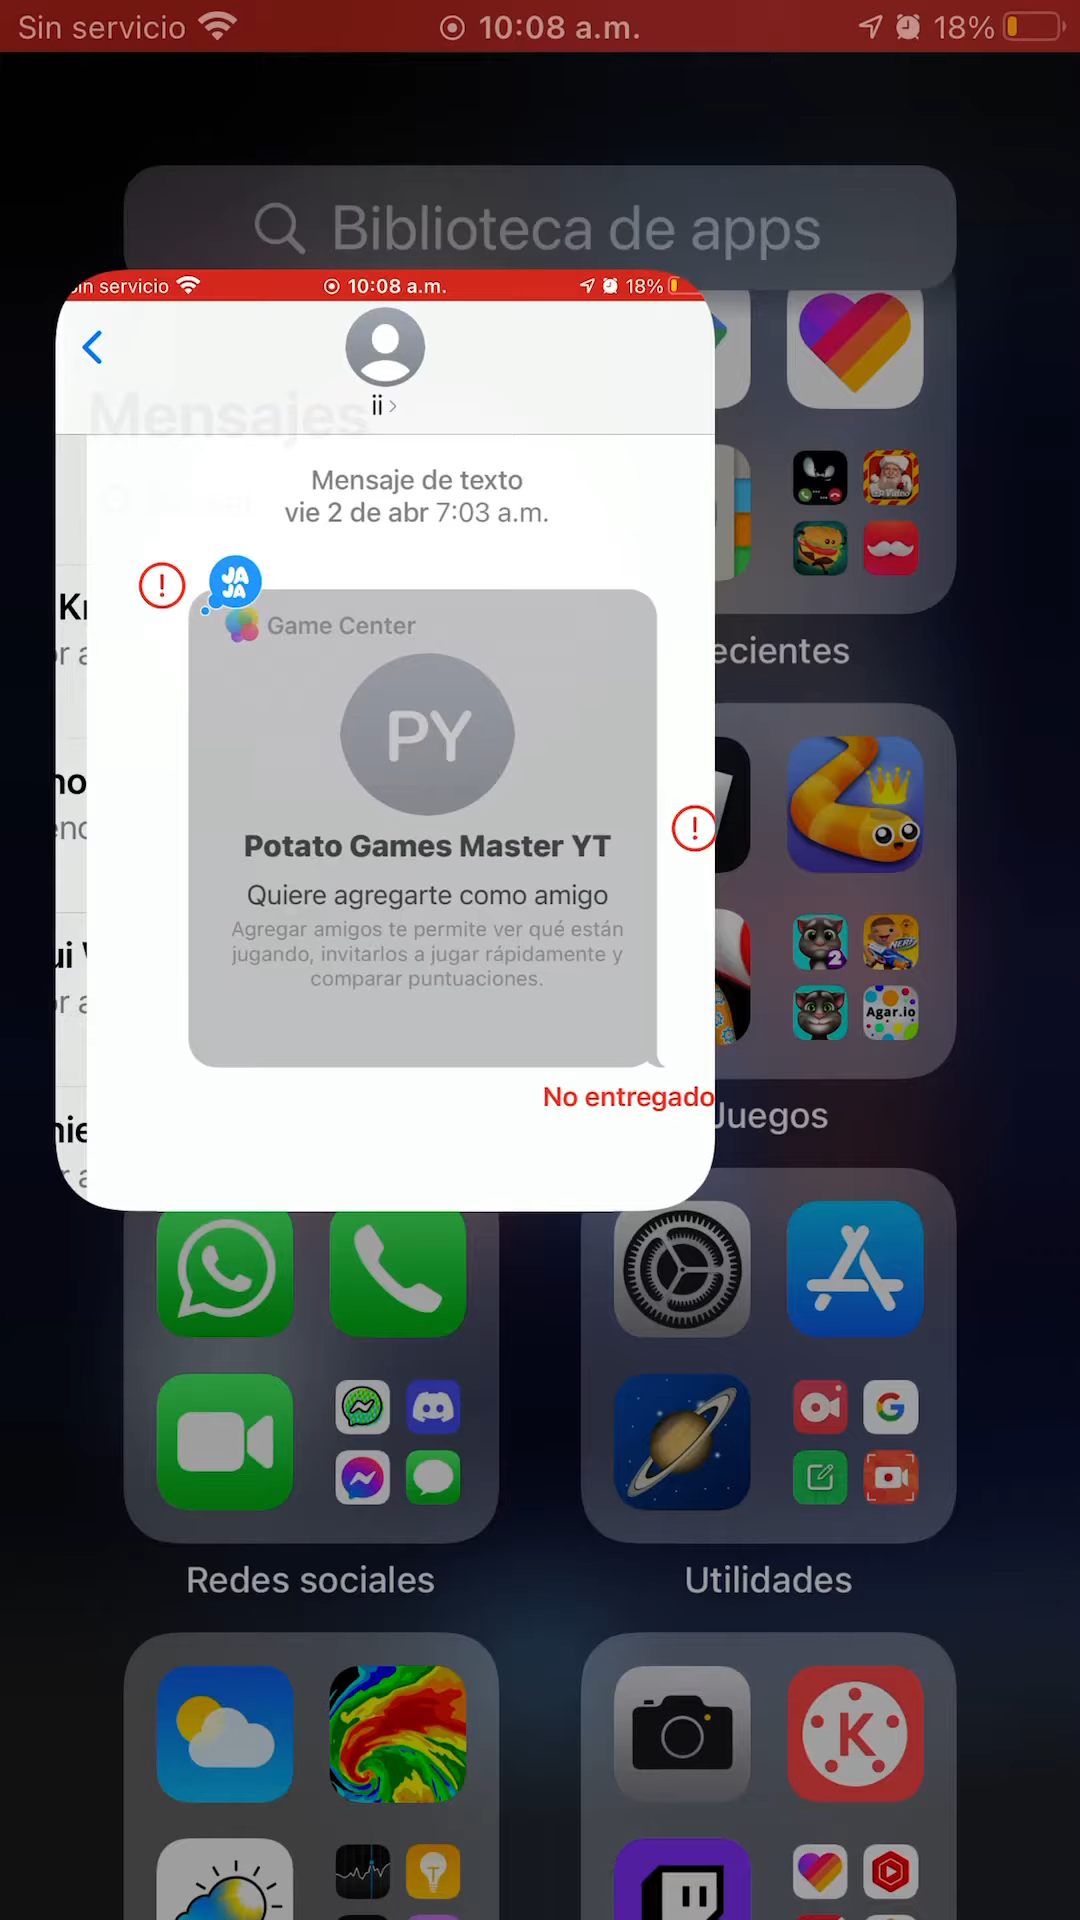 Sin servicio
10:08 a.m.
18%
Biblioteca de apps
in servicio
10:08 a.m.
18%
Mensajes
ii
Mensaje de texto
vie 2 de abr 7:03 a.m.
JA
JA
Game Center
PY
Potato Games Master YT
Quiere agregarte como amigo
Agregar amigos te permite ver qué están
jugando, invitarlos a jugar rápidamente y
comparar puntuaciones.
No entregado
ecientes
2
NERF
Agar.io
Juegos
Redes sociales
Utilidades
K